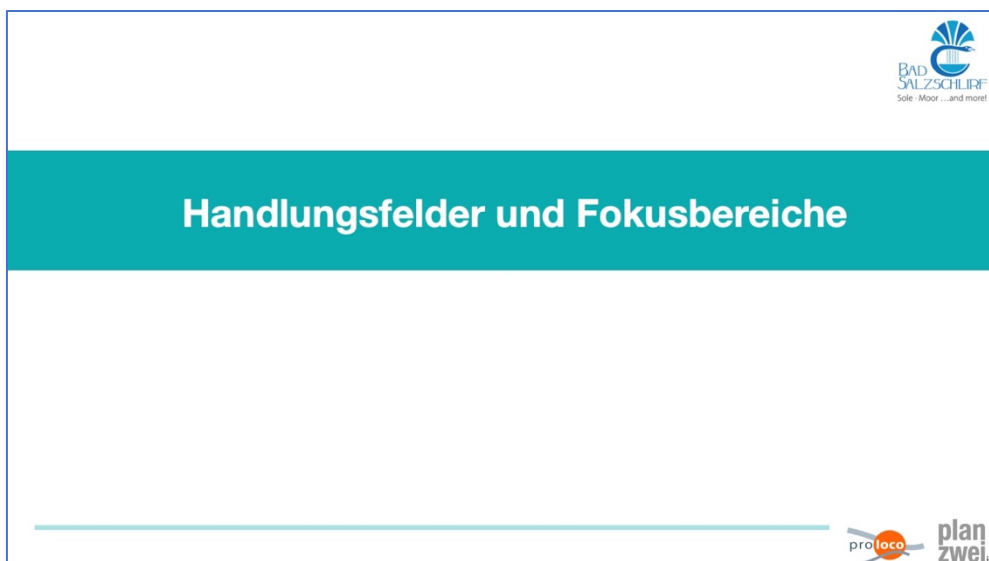 BAD
SALZSCHLIRF
Sole - Moor ...and more!
Handlungsfelder und Fokusbereiche
proloco
plan
zwei.